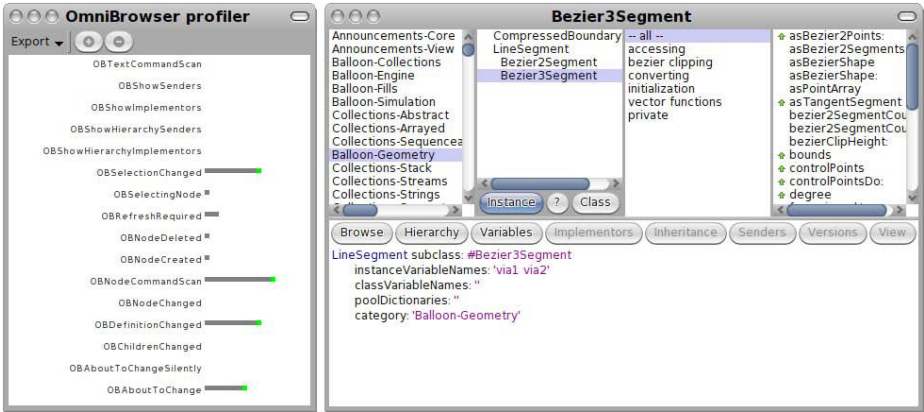 OmniBrowser profiler
Export
OBTextCommandScan
OBShowSenders
OBShowImplementors
OBShowHierarchySenders
OBShowHierarchyImplementors
OBSelectionChanged
OBSelectingNode
OBRefreshRequired
OBNodeDeleted
OBNodeCreated
OBNodeCommandScan
OBNodeChanged
OBDefinitionChanged
OBChildrenChanged
OBAboutToChangeSilently
OBAboutToChange
Bezier3Segment
Announcements-Core
Announcements-View
Balloon-Collections
Balloon-Engine
Balloon-Fills
Balloon-Simulation
Collections-Abstract
Collections-Arrayed
Collections-Sequencea
Balloon-Geometry
Collections-Stack
Collections-Streams
Collections-Strings
CompressedBoundary
LineSegment
Bezier2Segment
Bezier3Segment
Instance ? Class
-- all --
accessing
bezier clipping
converting
initialization
vector functions
private
asBezier2Points:
asBezier2Segments
asBezierShape
asBezierShape:
asPointArray
asTangentSegment
bezier2SegmentCou
bezier2SegmentCou
bezierClipHeight:
bounds
controlPoints
controlPointsDo:
degree
Browse Hierarchy Variables Implementors Inheritance Senders Versions View
LineSegment subclass: #Bezier3Segment
instanceVariableNames: 'via1 via2'
classVariableNames: ''
poolDictionaries: ''
category: 'Balloon-Geometry'